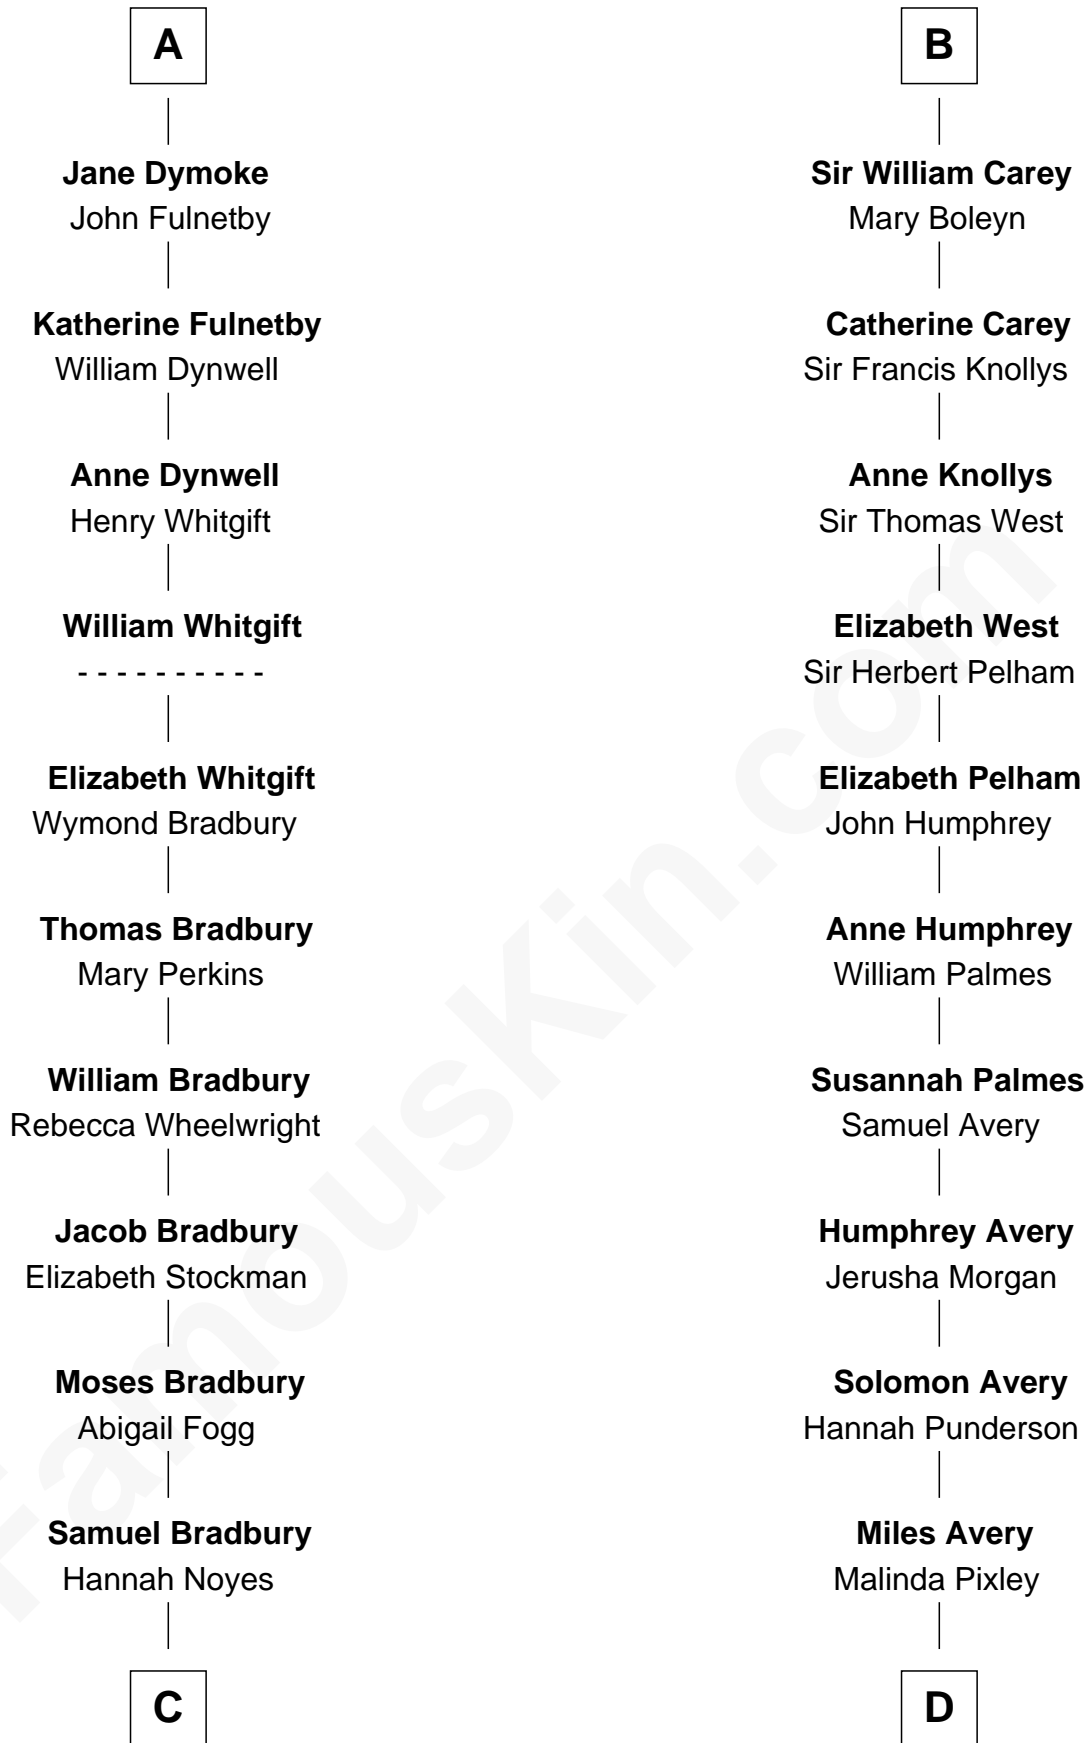 A
Jane Dymoke
John Fulnetby
Katherine Fulnetby
William Dynwell
Anne Dynwell
Henry Whitgift
William Whitgift
- - - - - - - - - -
Elizabeth Whitgift
Wymond Bradbury
Thomas Bradbury
Mary Perkins
William Bradbury
Rebecca Wheelwright
Jacob Bradbury
Elizabeth Stockman
Moses Bradbury
Abigail Fogg
Samuel Bradbury
Hannah Noyes
C
B
Sir William Carey
Mary Boleyn
Catherine Carey
Sir Francis Knollys
Anne Knollys
Sir Thomas West
Elizabeth West
Sir Herbert Pelham
Elizabeth Pelham
John Humphrey
Anne Humphrey
William Palmes
Susannah Palmes
Samuel Avery
Humphrey Avery
Jerusha Morgan
Solomon Avery
Hannah Punderson
Miles Avery
Malinda Pixley
D
FamousKin.com